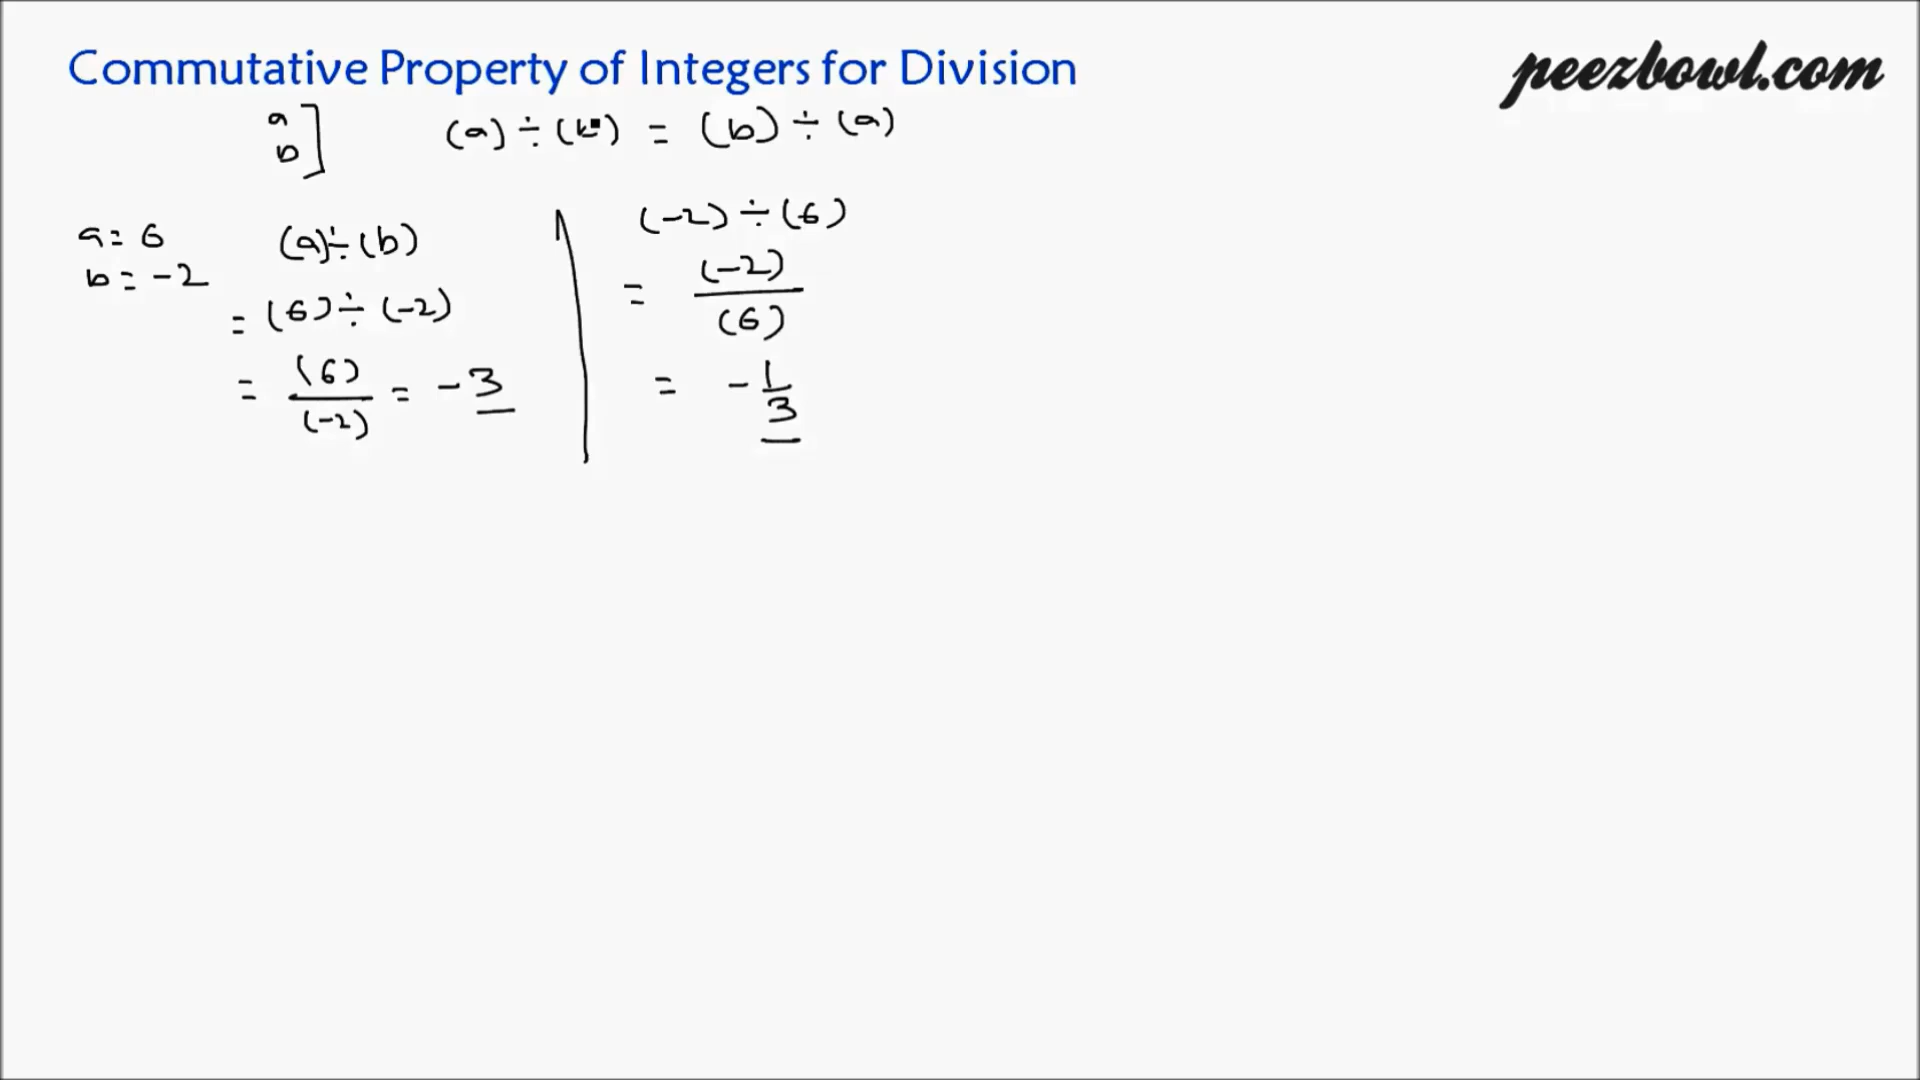 Commutative Property of Integers for Division
peezbowl.com
a
b
(a) ÷ (b) = (b) ÷ (a)
a = 6
b = -2
(a) ÷ (b)
= (6) ÷ (-2)
= (6)/(-2) = -3
(-2) ÷ (6)
= (-2)/(6)
= -1/3